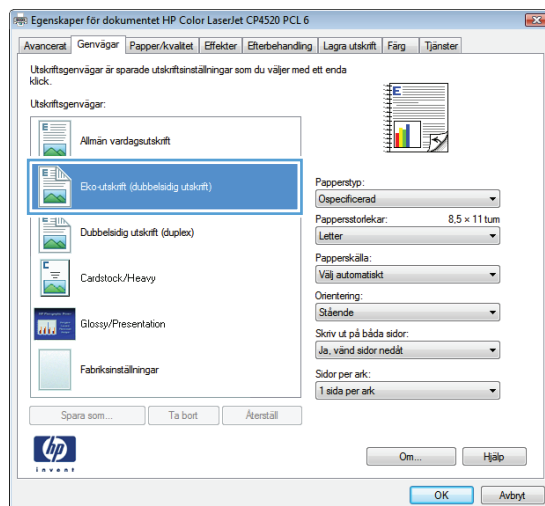 Egenskaper för dokumentet HP Color LaserJet CP4520 PCL 6
Avancerat Genvägar Papper/kvalitet Effekter Efterbehandling Lagra utskrift Färg Tjänster
Utskriftsgenvägar är sparade utskriftsinställningar som du väljer med ett enda
klick.
Utskriftsgenvägar:
Allmän vardagsutskrift
Eko-utskrift (dubbelsidig utskrift)
Dubbelsidig utskrift (duplex)
Cardstock/Heavy
Glossy/Presentation
Fabriksinställningar
Spara som... Ta bort Återställ
Papperstyp:
Ospecificerad
Pappersstorlekar: 8,5 × 11 tum
Letter
Papperskälla:
Välj automatiskt
Orientering:
Stående
Skriv ut på båda sidor:
Ja, vänd sidor nedåt
Sidor per ark:
1 sida per ark
hp
invent
Om... Hjälp
OK Avbryt